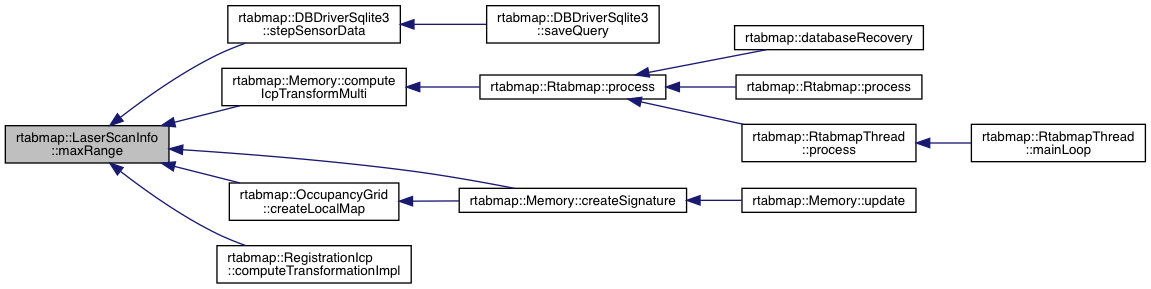 rtabmap::DBDriverSqlite3
::stepSensorData
rtabmap::DBDriverSqlite3
::saveQuery
rtabmap::databaseRecovery
rtabmap::Memory::compute
IcpTransformMulti
rtabmap::Rtabmap::process
rtabmap::Rtabmap::process
rtabmap::LaserScanInfo
::maxRange
rtabmap::RtabmapThread
::process
rtabmap::RtabmapThread
::mainLoop
rtabmap::OccupancyGrid
::createLocalMap
rtabmap::Memory::createSignature
rtabmap::Memory::update
rtabmap::RegistrationIcp
::computeTransformationImpl